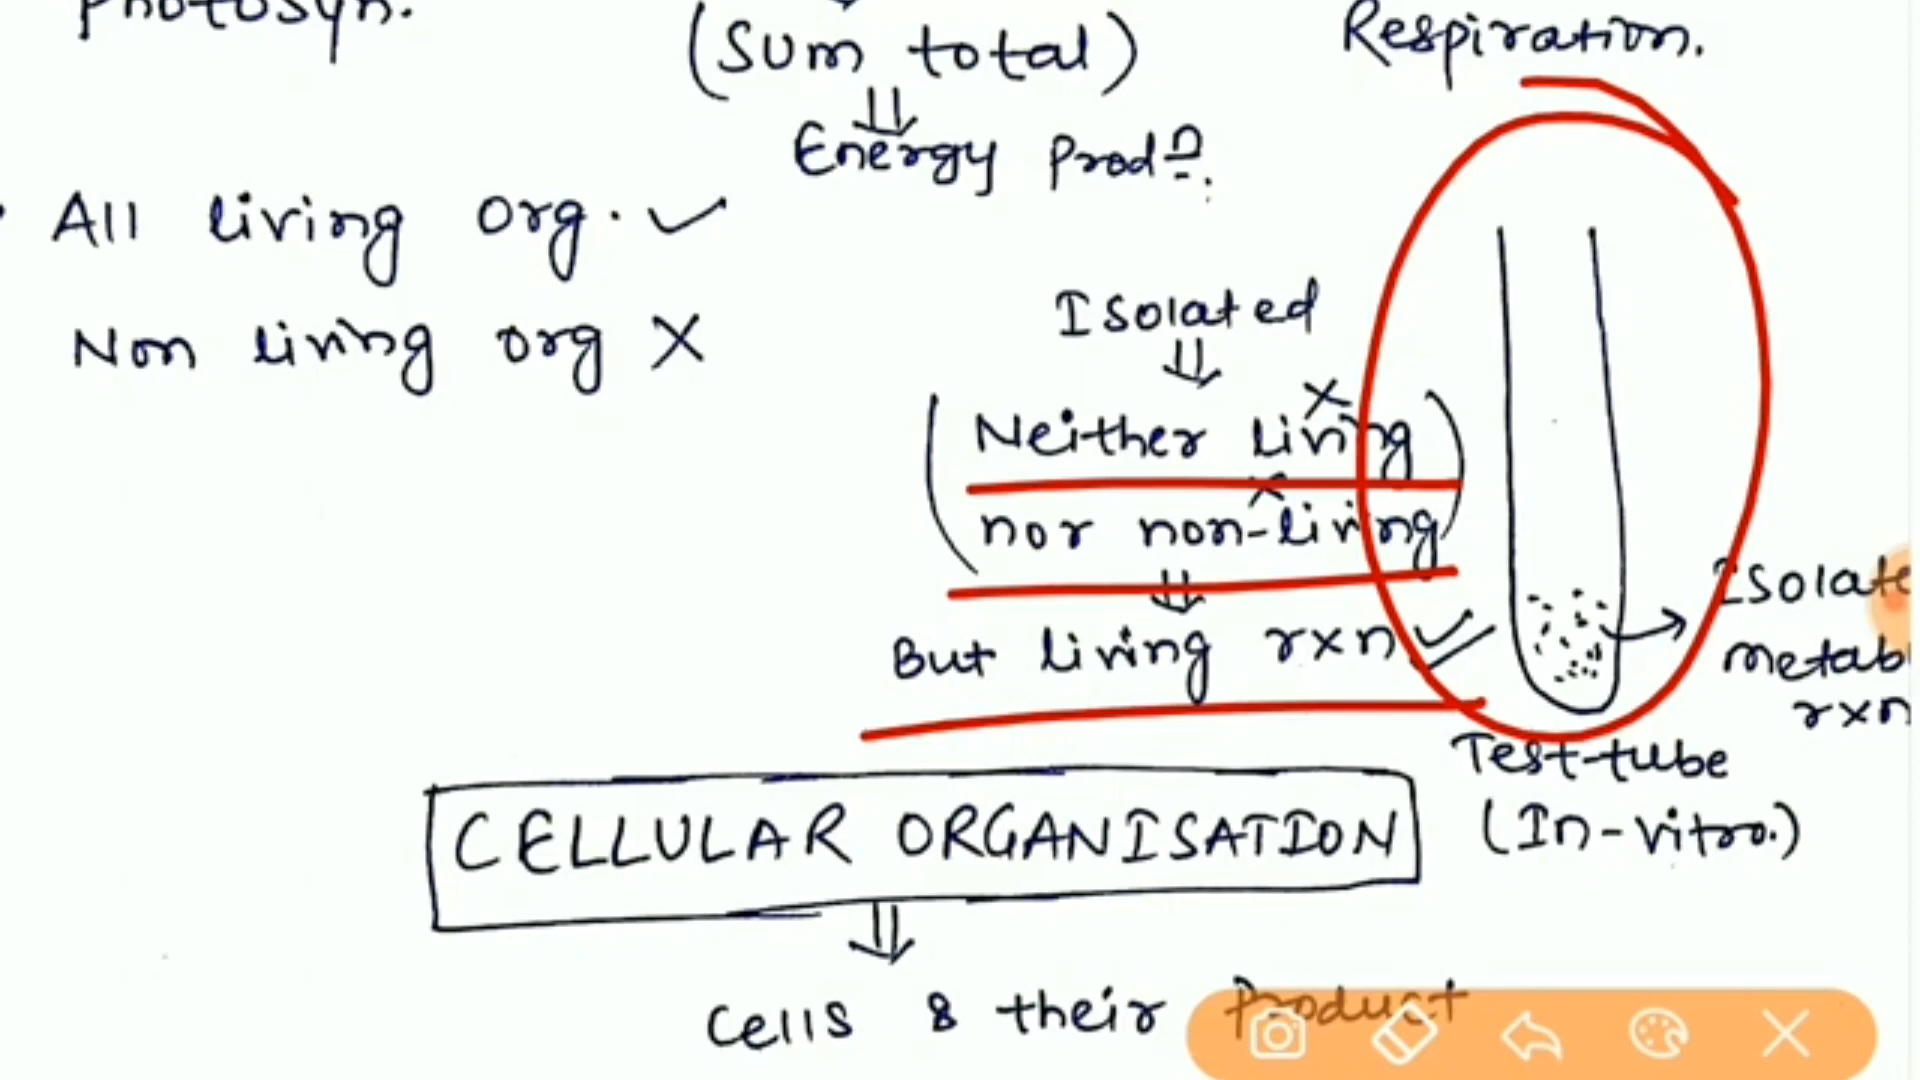 Photosyn.
(Sum total)
Respiration.
Energy Prodn.
All living org. ✓
Non living org X
Isolated
(Neither living
nor non-living)
But living rxn
Isolate
metab
rxn
Test-tube
(In-vitro.)
CELLULAR ORGANISATION
Cells & their Product